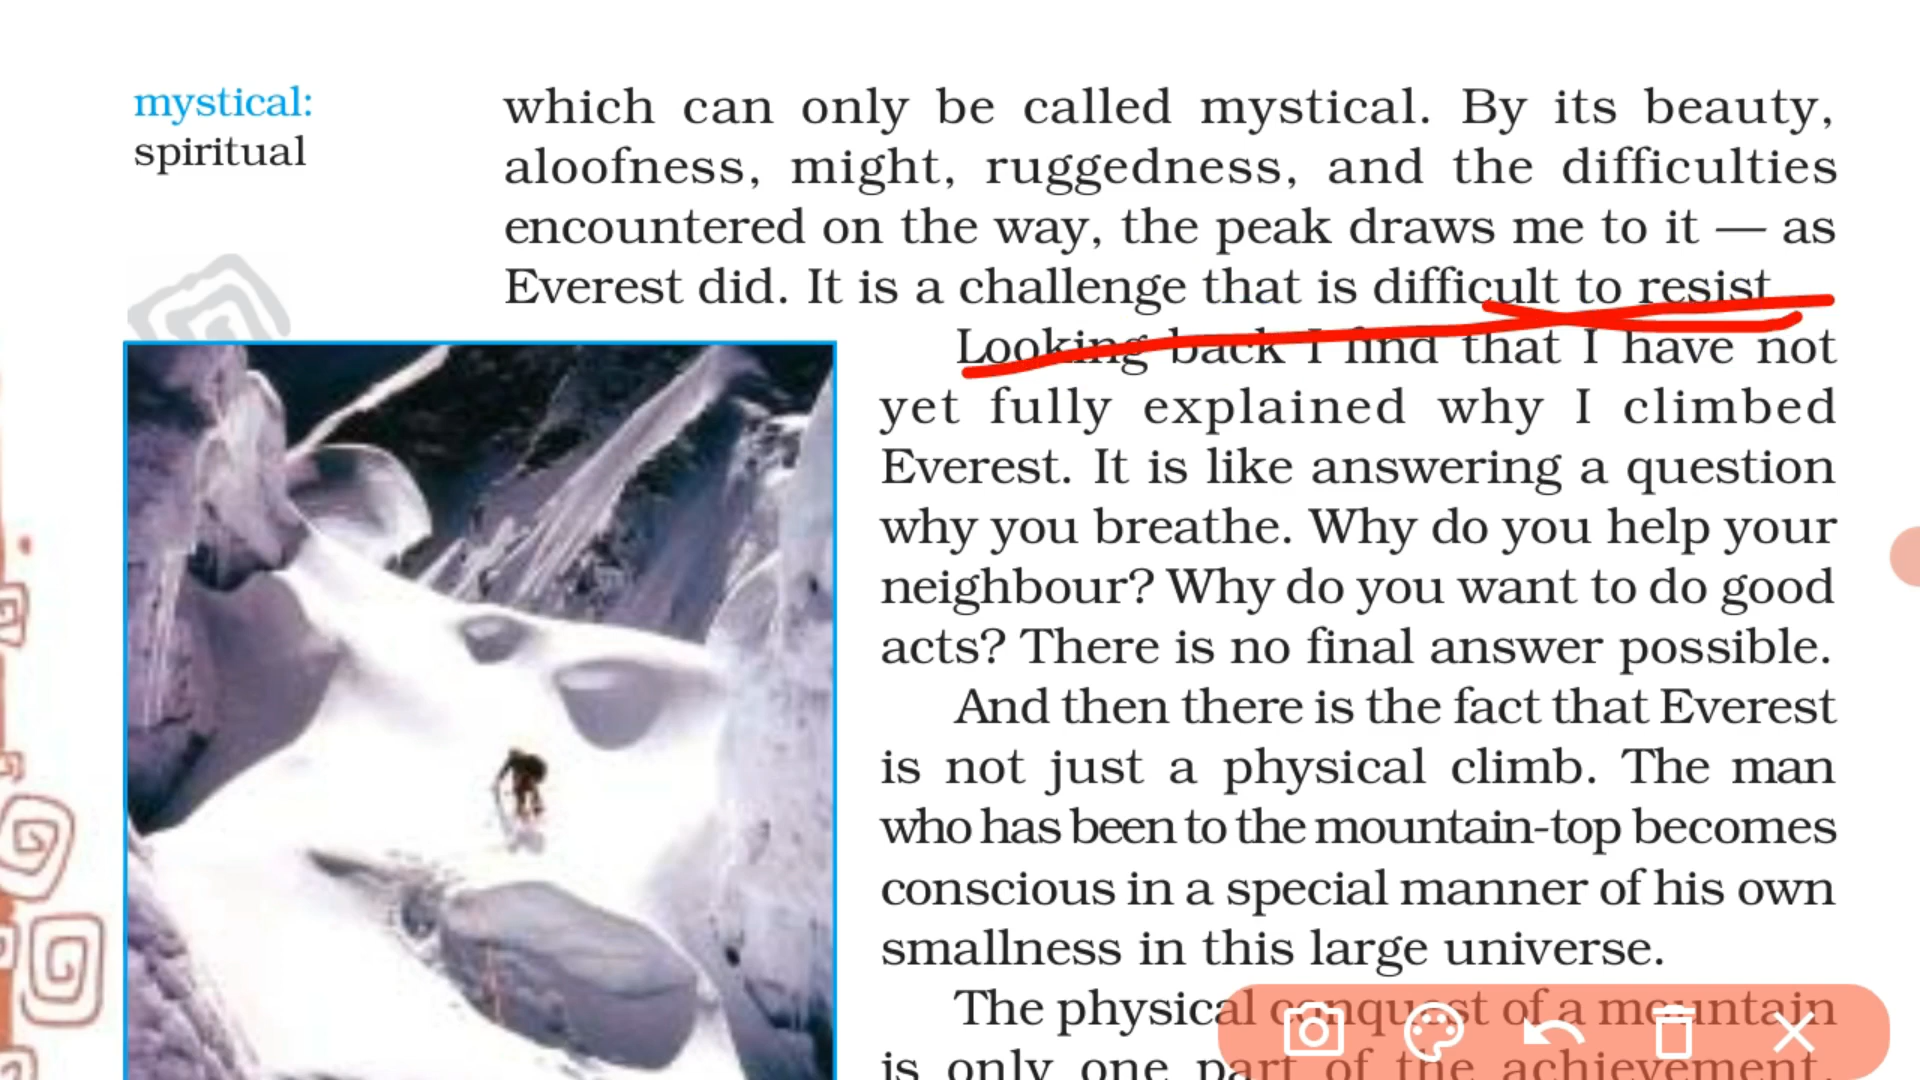 mystical:
spiritual
which can only be called mystical. By its beauty,
aloofness, might, ruggedness, and the difficulties
encountered on the way, the peak draws me to it — as
Everest did. It is a challenge that is difficult to resist.
Looking back I find that I have not
yet fully explained why I climbed
Everest. It is like answering a question
why you breathe. Why do you help your
neighbour? Why do you want to do good
acts? There is no final answer possible.
And then there is the fact that Everest
is not just a physical climb. The man
who has been to the mountain-top becomes
conscious in a special manner of his own
smallness in this large universe.
The physical conquest of a mountain
is only one part of the achievement.